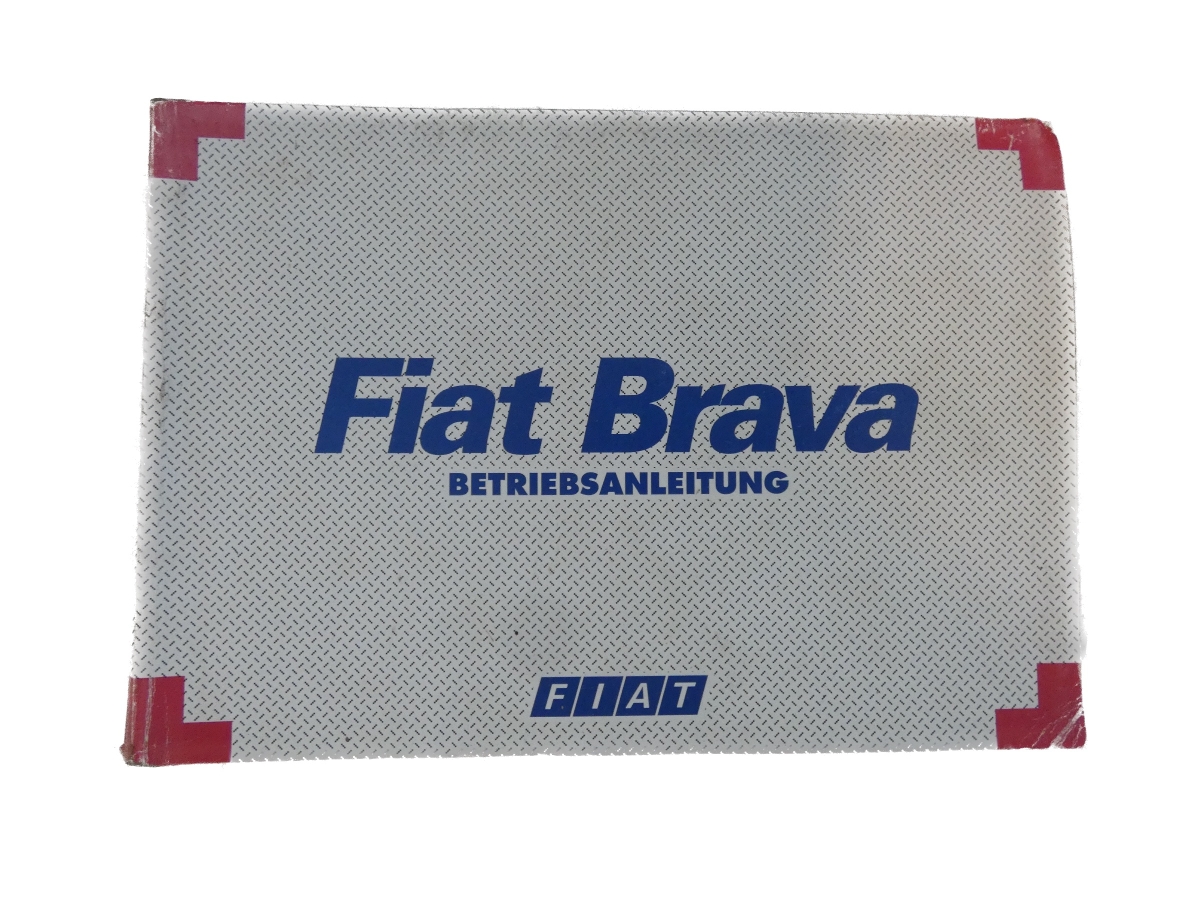 Fiat Brava
BETRIEBSANLEITUNG
FIAT